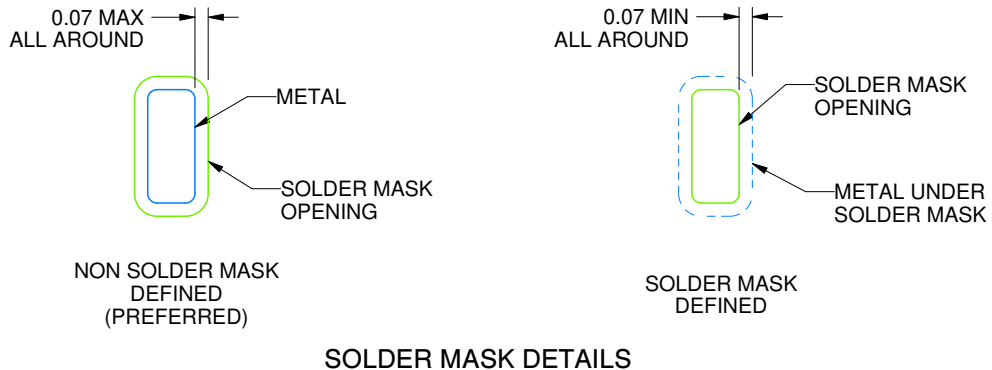 0.07 MAX
ALL AROUND
METAL
SOLDER MASK
OPENING
NON SOLDER MASK
DEFINED
(PREFERRED)
0.07 MIN
ALL AROUND
SOLDER MASK
OPENING
METAL UNDER
SOLDER MASK
SOLDER MASK
DEFINED
SOLDER MASK DETAILS